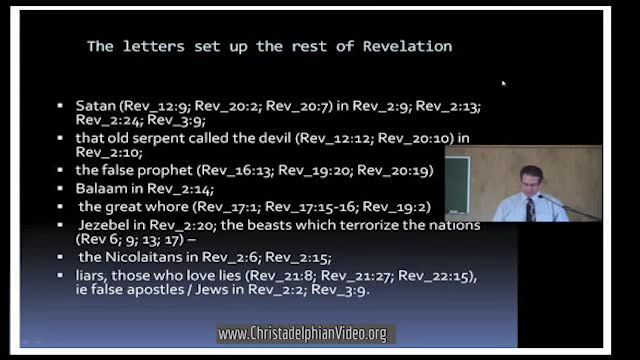 The letters set up the rest of Revelation
▪ Satan (Rev_12:9; Rev_20:2; Rev_20:7) in Rev_2:9; Rev_2:13;
Rev_2:24; Rev_3:9;
▪ that old serpent called the devil (Rev_12:12; Rev_20:10) in
Rev_2:10;
▪ the false prophet (Rev_16:13; Rev_19:20; Rev_20:19)
▪ Balaam in Rev_2:14;
▪ the great whore (Rev_17:1; Rev_17:15-16; Rev_19:2)
▪ Jezebel in Rev_2:20; the beasts which terrorize the nations
(Rev 6; 9; 13; 17) –
▪ the Nicolaitans in Rev_2:6; Rev_2:15;
▪ liars, those who love lies (Rev_21:8; Rev_21:27; Rev_22:15),
ie false apostles / Jews in Rev_2:2; Rev_3:9.
www.ChristadelphianVideo.org